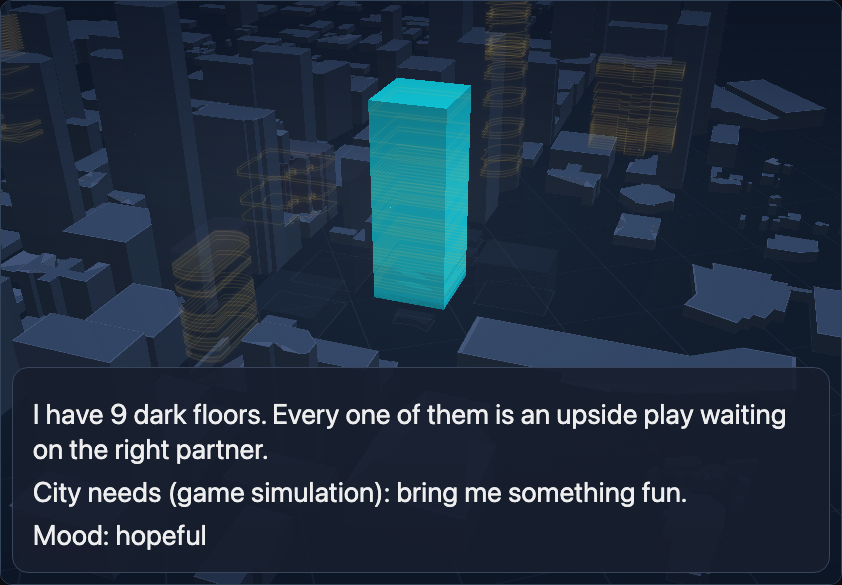 I have 9 dark floors. Every one of them is an upside play waiting
on the right partner.
City needs (game simulation): bring me something fun.
Mood: hopeful